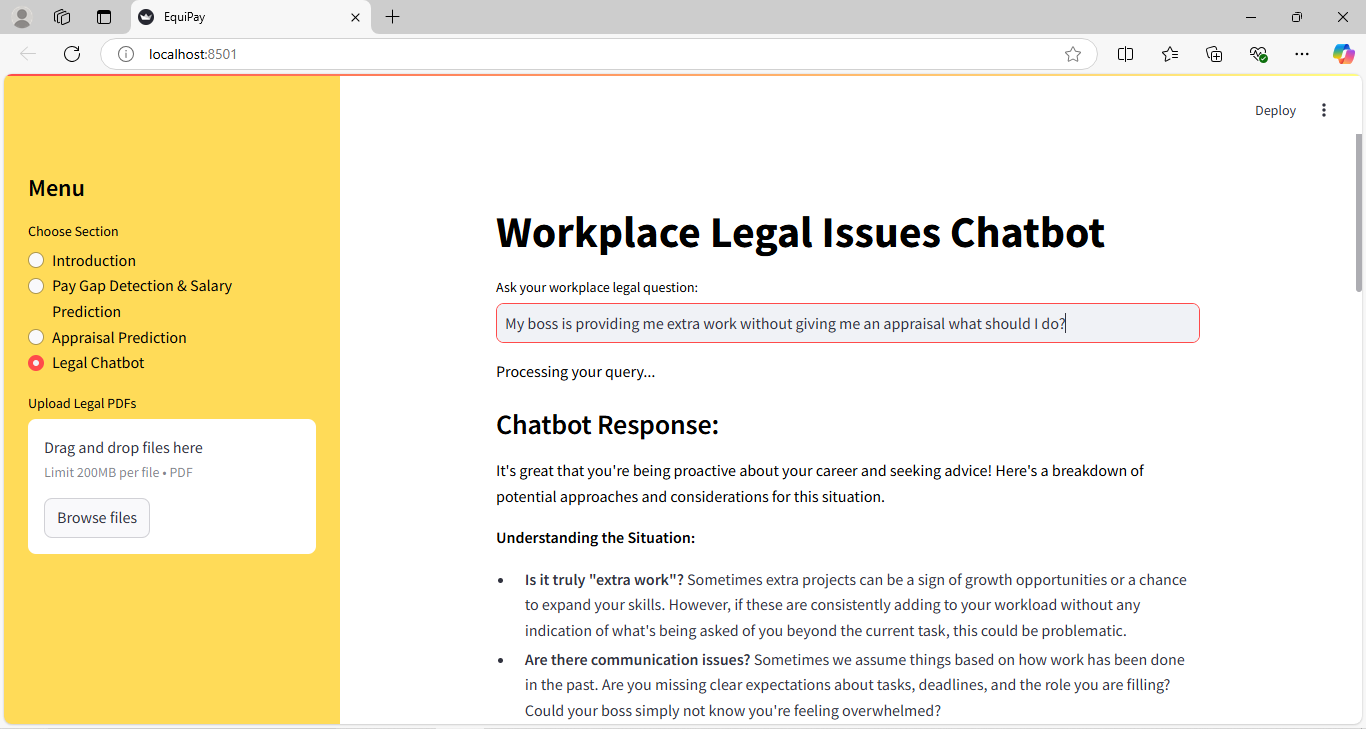 EquiPay
localhost:8501
Deploy
Menu
Choose Section
Introduction
Pay Gap Detection & Salary
Prediction
Appraisal Prediction
Legal Chatbot
Upload Legal PDFs
Drag and drop files here
Limit 200MB per file • PDF
Browse files
Workplace Legal Issues Chatbot
Ask your workplace legal question:
My boss is providing me extra work without giving me an appraisal what should I do?
Processing your query...
Chatbot Response:
It's great that you're being proactive about your career and seeking advice! Here's a breakdown of
potential approaches and considerations for this situation.
Understanding the Situation:
• Is it truly "extra work"? Sometimes extra projects can be a sign of growth opportunities or a chance
to expand your skills. However, if these are consistently adding to your workload without any
indication of what's being asked of you beyond the current task, this could be problematic.
• Are there communication issues? Sometimes we assume things based on how work has been done
in the past. Are you missing clear expectations about tasks, deadlines, and the role you are filling?
Could your boss simply not know you're feeling overwhelmed?